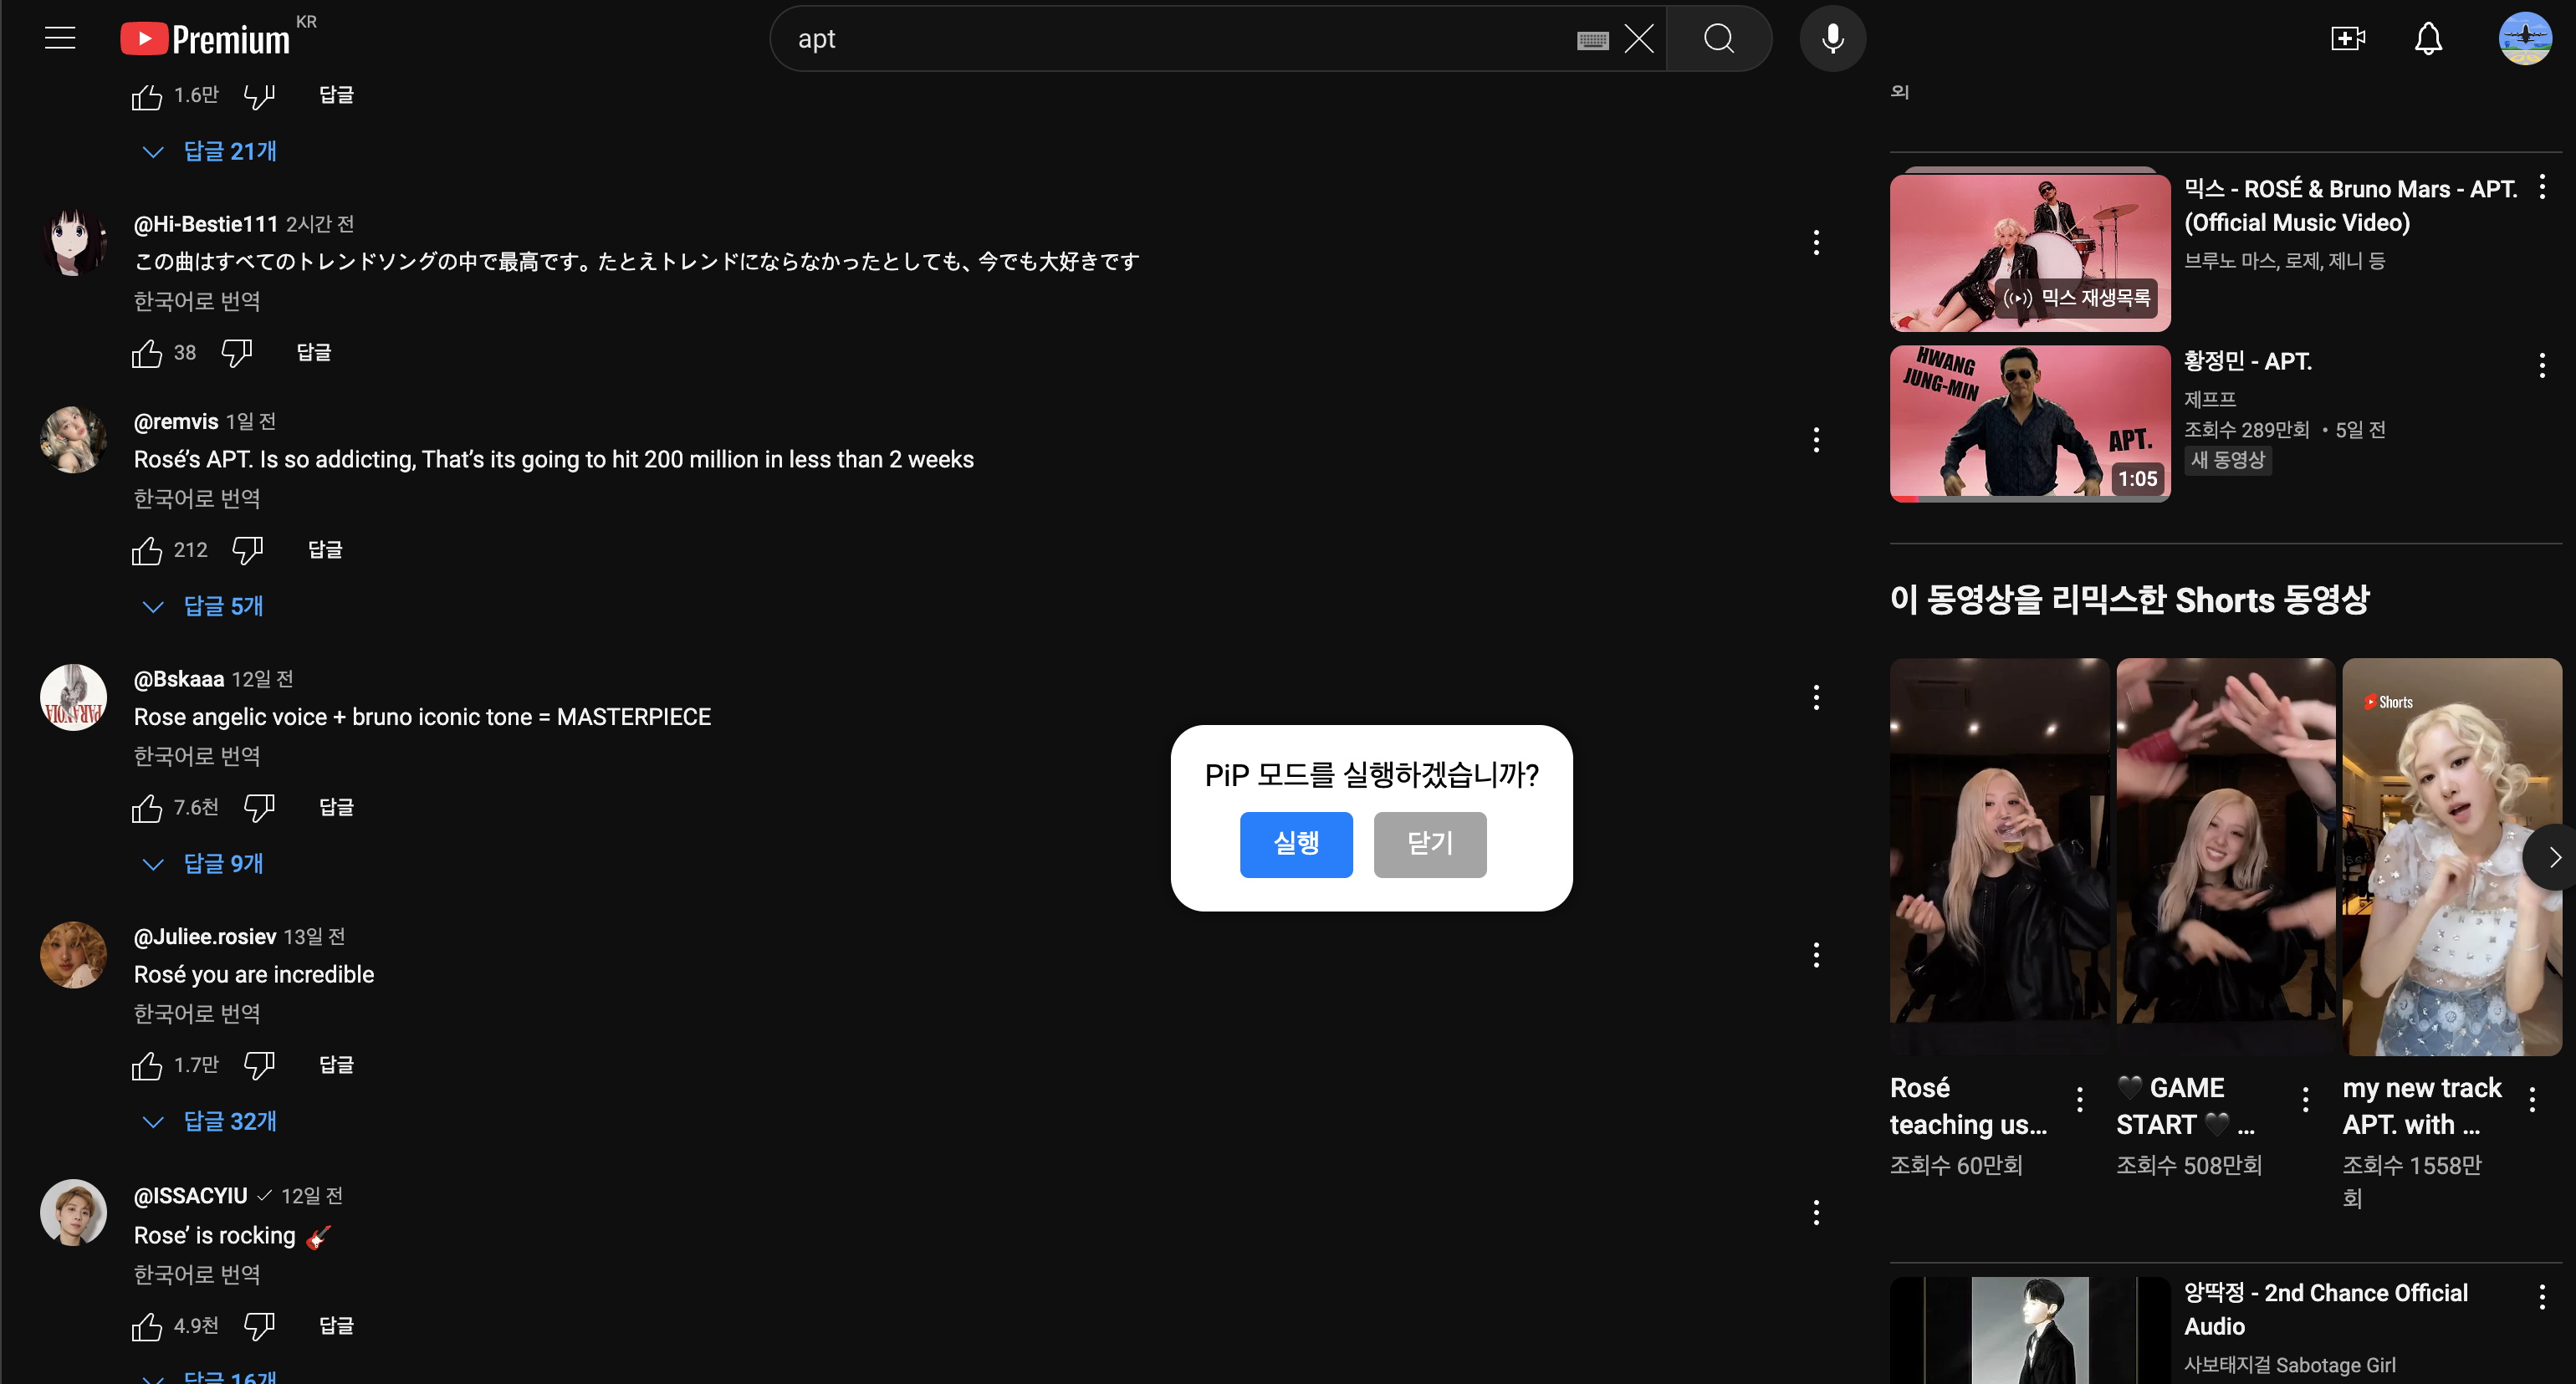 Premium KR
apt
1.6만 답글
답글 21개
@Hi-Bestie111 2시간 전
この曲はすべてのトレンドソングの中で最高です。たとえトレンドにならなかったとしても、今でも大好きです
한국어로 번역
38 답글
@remvis 1일 전
Rosé’s APT. Is so addicting, That’s its going to hit 200 million in less than 2 weeks
한국어로 번역
212 답글
답글 5개
@Bskaaa 12일 전
PARANOIA
Rose angelic voice + bruno iconic tone = MASTERPIECE
한국어로 번역
7.6천 답글
답글 9개
@Juliee.rosiev 13일 전
Rosé you are incredible
한국어로 번역
1.7만 답글
답글 32개
@ISSACYIU 12일 전
Rose’ is rocking 🎸
한국어로 번역
4.9천 답글
답글 16개
PiP 모드를 실행하겠습니까?
실행 닫기
외
믹스 - ROSÉ & Bruno Mars - APT.
(Official Music Video)
브루노 마스, 로제, 제니 등
믹스 재생목록
HWANG
JUNG-MIN
APT.
1:05
황정민 - APT.
제프프
조회수 289만회 • 5일 전
새 동영상
이 동영상을 리믹스한 Shorts 동영상
Shorts
Rosé
teaching us...
조회수 60만회
🖤 GAME
START 🖤 ...
조회수 508만회
my new track
APT. with ...
조회수 1558만
회
앙딱정 - 2nd Chance Official
Audio
사보태지걸 Sabotage Girl